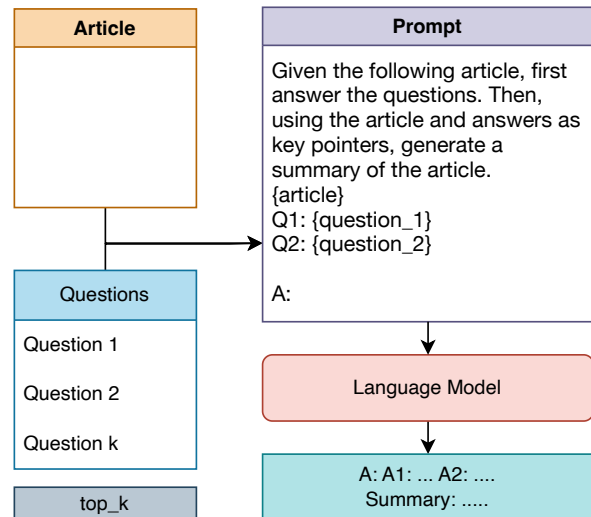 Article
Questions
Question 1
Question 2
Question k
top_k
Prompt
Given the following article, first
answer the questions. Then,
using the article and answers as
key pointers, generate a
summary of the article.
{article}
Q1: {question_1}
Q2: {question_2}
A:
Language Model
A: A1: ... A2: ....
Summary: .....